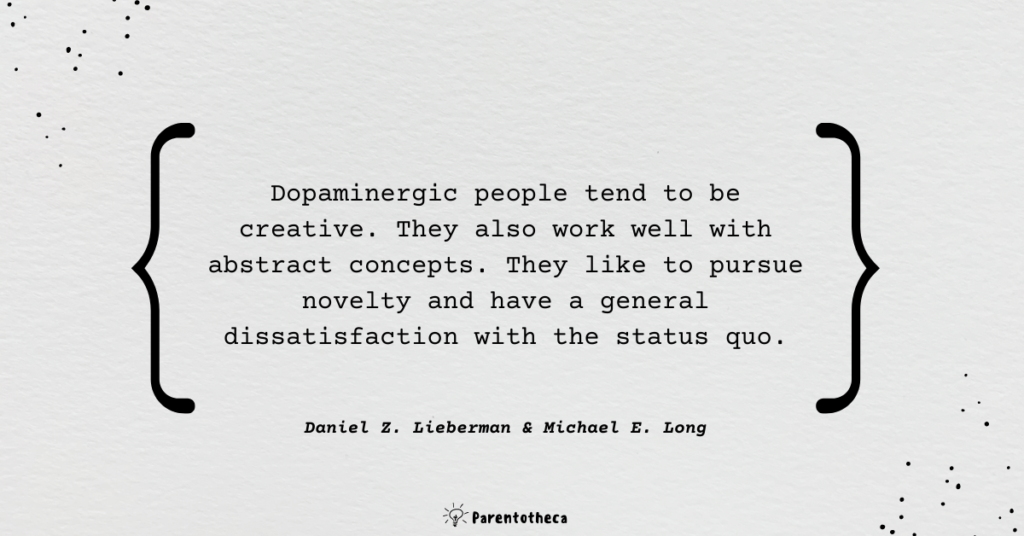 Dopaminergic people tend to be
creative. They also work well with
abstract concepts. They like to pursue
novelty and have a general
dissatisfaction with the status quo.
Daniel Z. Lieberman & Michael E. Long
Parentotheca